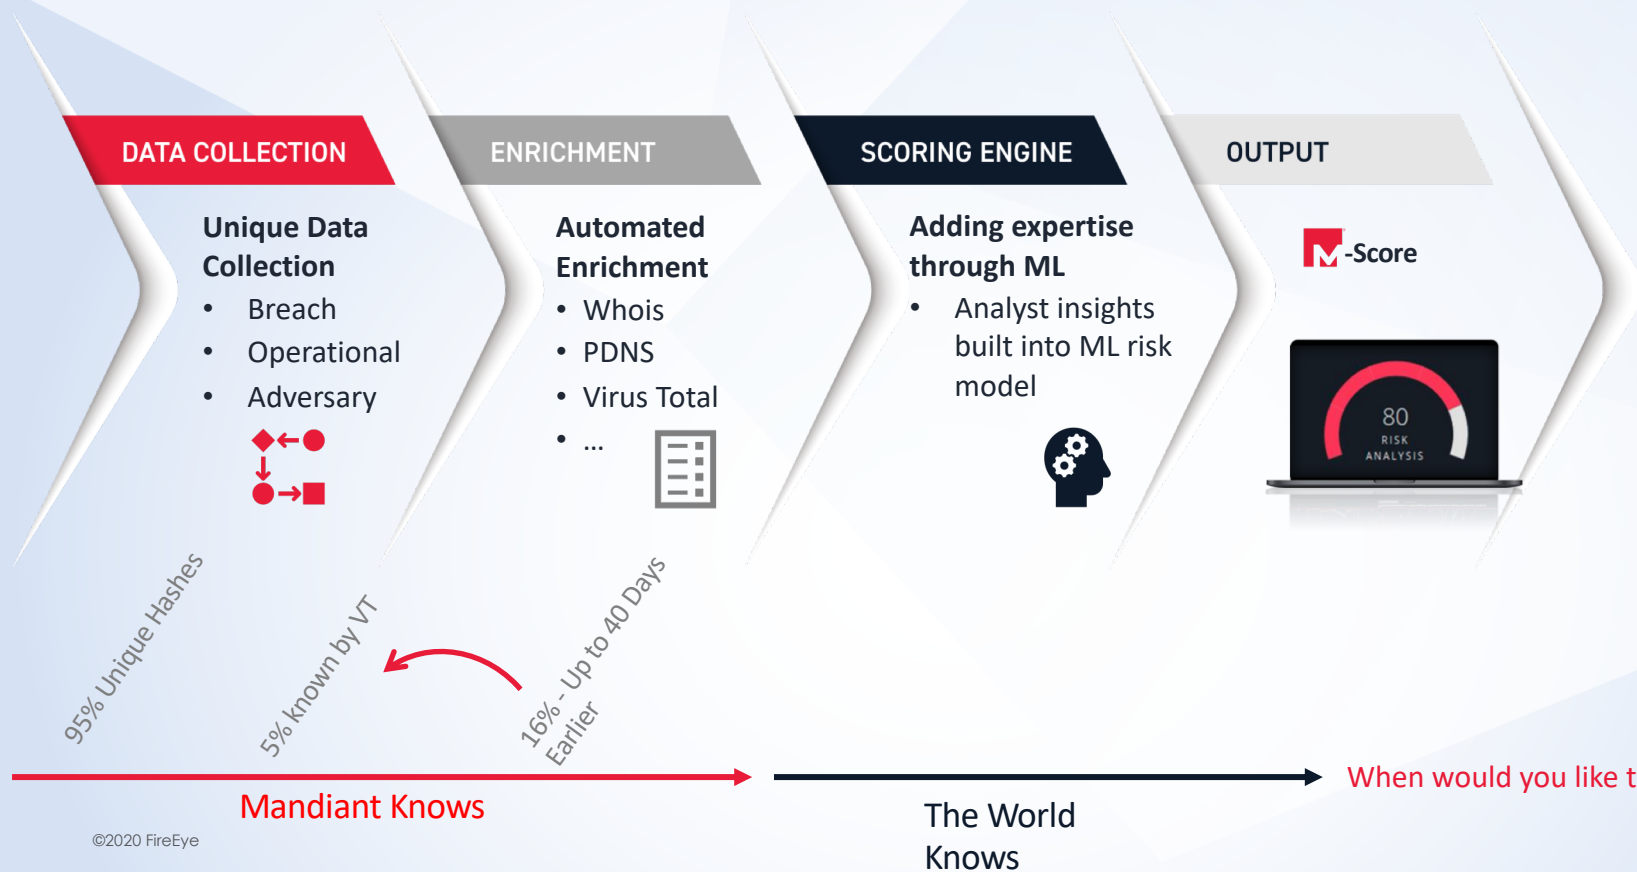 DATA COLLECTION
ENRICHMENT
SCORING ENGINE
OUTPUT
Unique Data
Collection
• Breach
• Operational
• Adversary
Automated
Enrichment
• Whois
• PDNS
• Virus Total
• ...
Adding expertise
through ML
• Analyst insights
built into ML risk
model
M-Score
80
RISK
ANALYSIS
95% Unique Hashes
5% known by VT
16% - Up to 40 Days
Earlier
Mandiant Knows
The World
Knows
When would you like t
©2020 FireEye